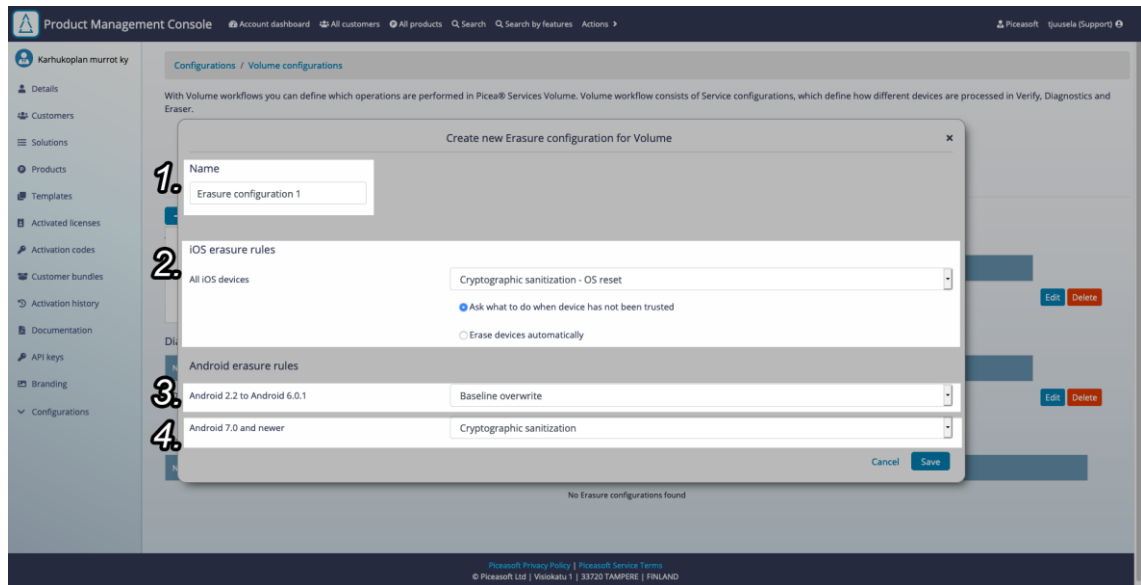 Product Management Console Account dashboard All customers All products Search Search by features Actions Piceasoft tjuusela (Support)
Karhukoplan murrot ky
Configurations / Volume configurations
Details
With Volume workflows you can define which operations are performed in Picea® Services Volume. Volume workflow consists of Service configurations, which define how different devices are processed in Verify, Diagnostics and
Eraser.
Customers
Solutions
Products
Templates
Activated licenses
Activation codes
Customer bundles
Activation history
Documentation
API keys
Branding
Configurations
Create new Erasure configuration for Volume ×
1. Name
Erasure configuration 1
2. iOS erasure rules
All iOS devices Cryptographic sanitization - OS reset
Ask what to do when device has not been trusted
Erase devices automatically
Edit Delete
Android erasure rules
3. Android 2.2 to Android 6.0.1 Baseline overwrite
Edit Delete
4. Android 7.0 and newer Cryptographic sanitization
Cancel Save
No Erasure configurations found
Piceasoft Privacy Policy | Piceasoft Service Terms
© Piceasoft Ltd | Visiokatu 1 | 33720 TAMPERE | FINLAND